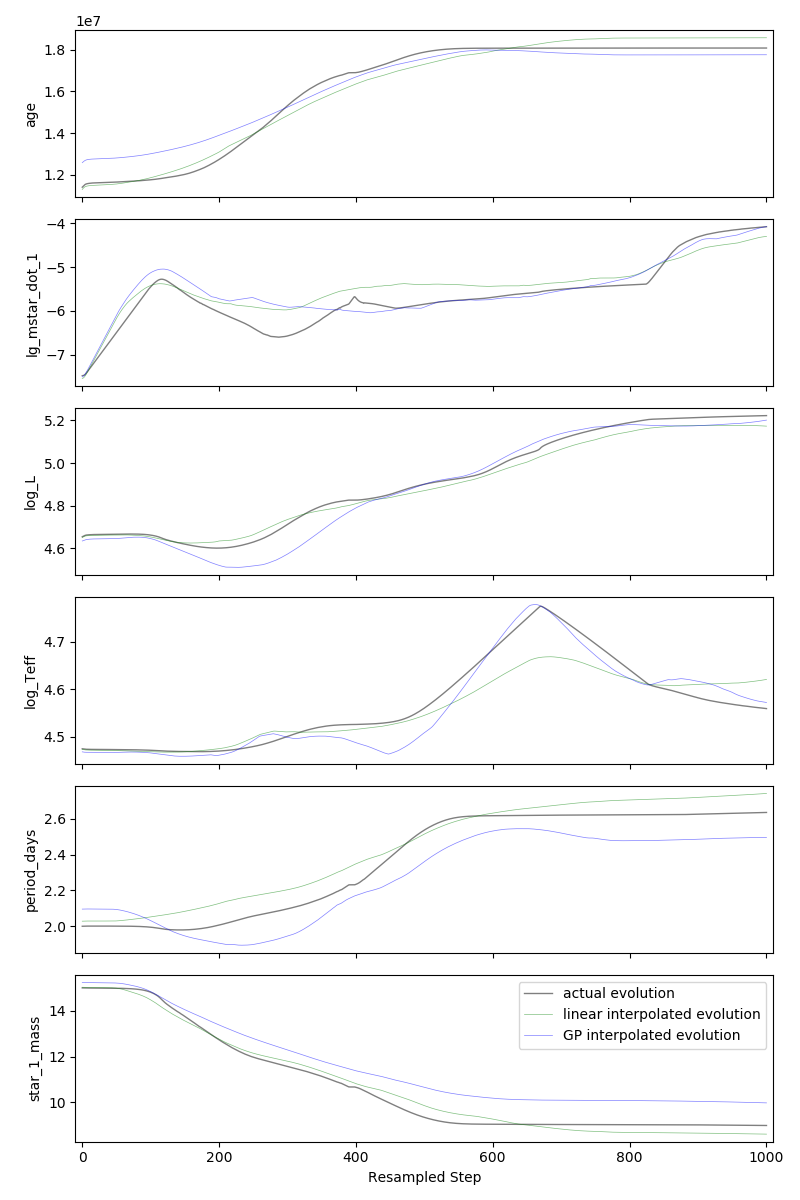 1e7
1.8
1.6
1.4
1.2
age
−4
−5
−6
−7
lg_mstar_dot_1
5.2
5.0
4.8
4.6
log_L
4.7
4.6
4.5
log_Teff
2.6
2.4
2.2
2.0
period_days
14
12
10
star_1_mass
actual evolution
linear interpolated evolution
GP interpolated evolution
0 200 400 600 800 1000
Resampled Step